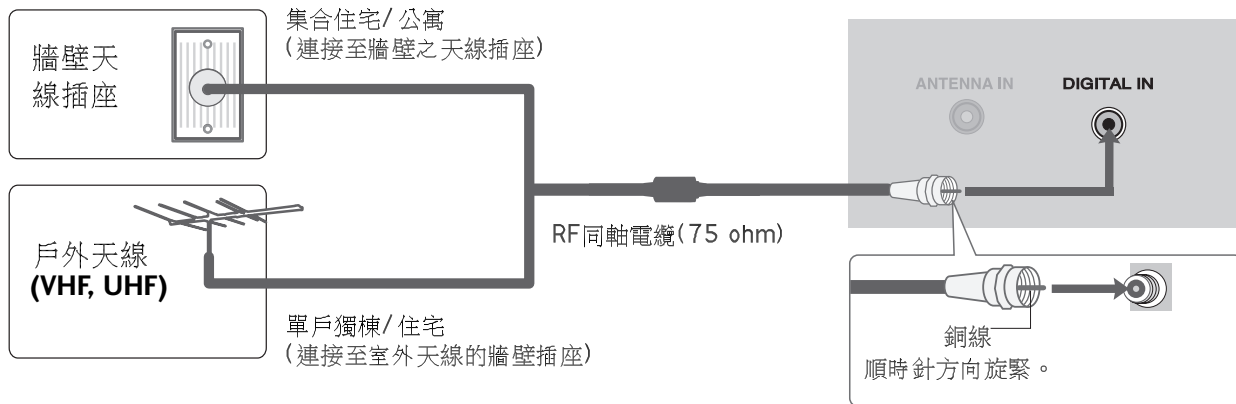 集合住宅/ 公寓
(連接至牆壁之天線插座)
牆壁天
線插座
ANTENNA IN
DIGITAL IN
RF同軸電纜(75 ohm)
戶外天線
(VHF, UHF)
單戶獨棟/ 住宅
(連接至室外天線的牆壁插座)
銅線
順時針方向旋緊。